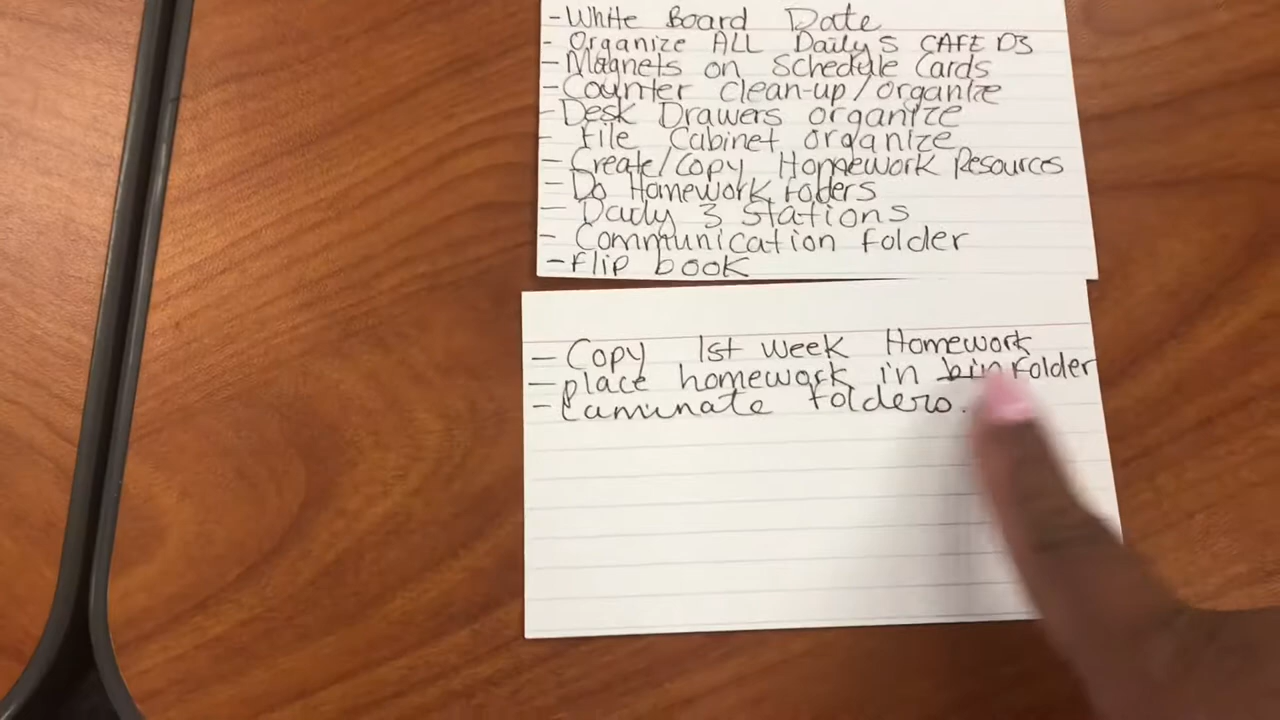 - White Board Date
- Organize ALL Daily 5 CAFE D3
- Magnets on Schedule Cards
- Counter clean-up/organize
- Desk Drawers organize
- File Cabinet organize
- Create/Copy Homework Resources
- Do Homework folders
- Daily 3 Stations
- Communication folder
- flip book
- Copy 1st week Homework
- place homework in bin Folder
- Laminate folders.